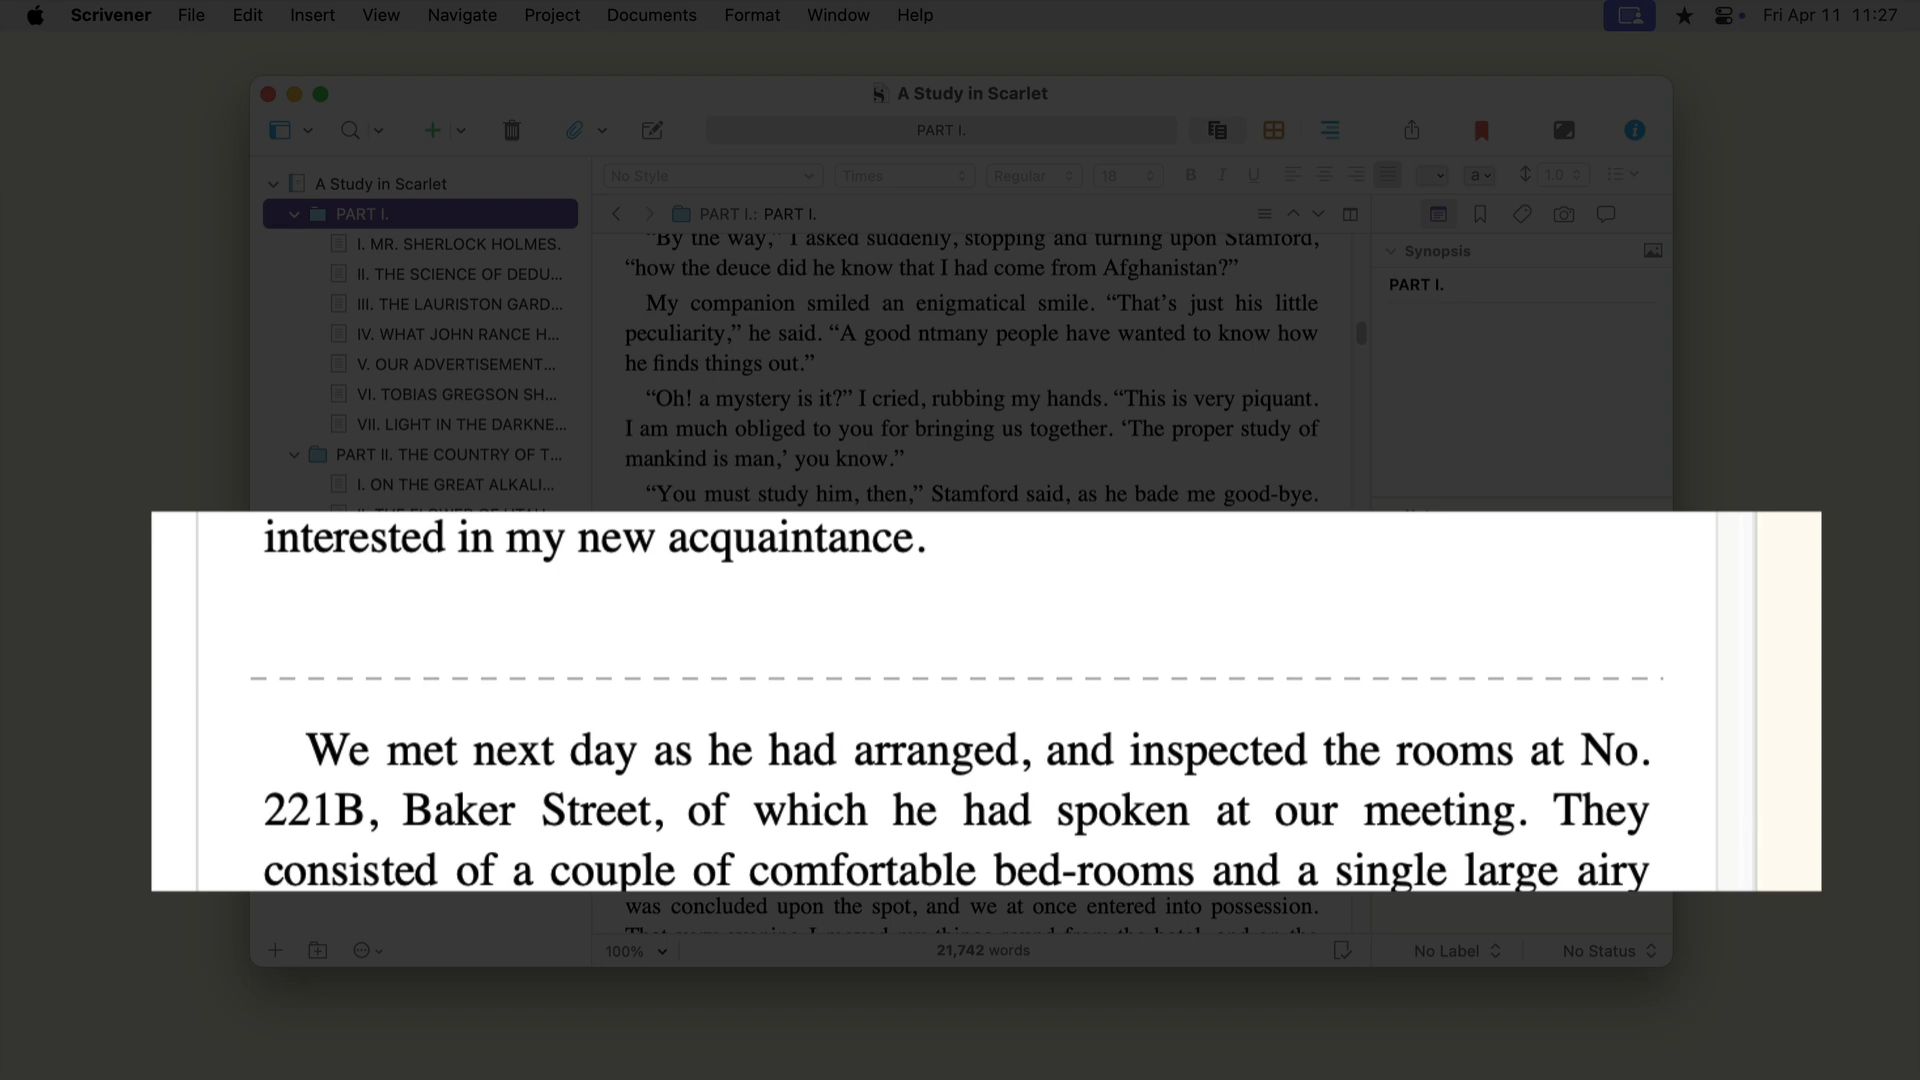 Scrivener File Edit Insert View Navigate Project Documents Format Window Help Fri Apr 11 11:27
A Study in Scarlet
PART I.
A Study in Scarlet
PART I.
I. MR. SHERLOCK HOLMES.
II. THE SCIENCE OF DEDU...
III. THE LAURISTON GARD...
IV. WHAT JOHN RANCE H...
V. OUR ADVERTISEMENT...
VI. TOBIAS GREGSON SH...
VII. LIGHT IN THE DARKNE...
PART II. THE COUNTRY OF T...
I. ON THE GREAT ALKALI...
No Style Times Regular 18 B I U a 1.0
PART I.: PART I.
“By the way,” I asked suddenly, stopping and turning upon Stamford,
“how the deuce did he know that I had come from Afghanistan?”
My companion smiled an enigmatical smile. “That’s just his little
peculiarity,” he said. “A good ntmany people have wanted to know how
he finds things out.”
“Oh! a mystery is it?” I cried, rubbing my hands. “This is very piquant.
I am much obliged to you for bringing us together. ‘The proper study of
mankind is man,’ you know.”
“You must study him, then,” Stamford said, as he bade me good-bye.
interested in my new acquaintance.
We met next day as he had arranged, and inspected the rooms at No.
221B, Baker Street, of which he had spoken at our meeting. They
consisted of a couple of comfortable bed-rooms and a single large airy
was concluded upon the spot, and we at once entered into possession.
Synopsis
PART I.
100% 21,742 words No Label No Status